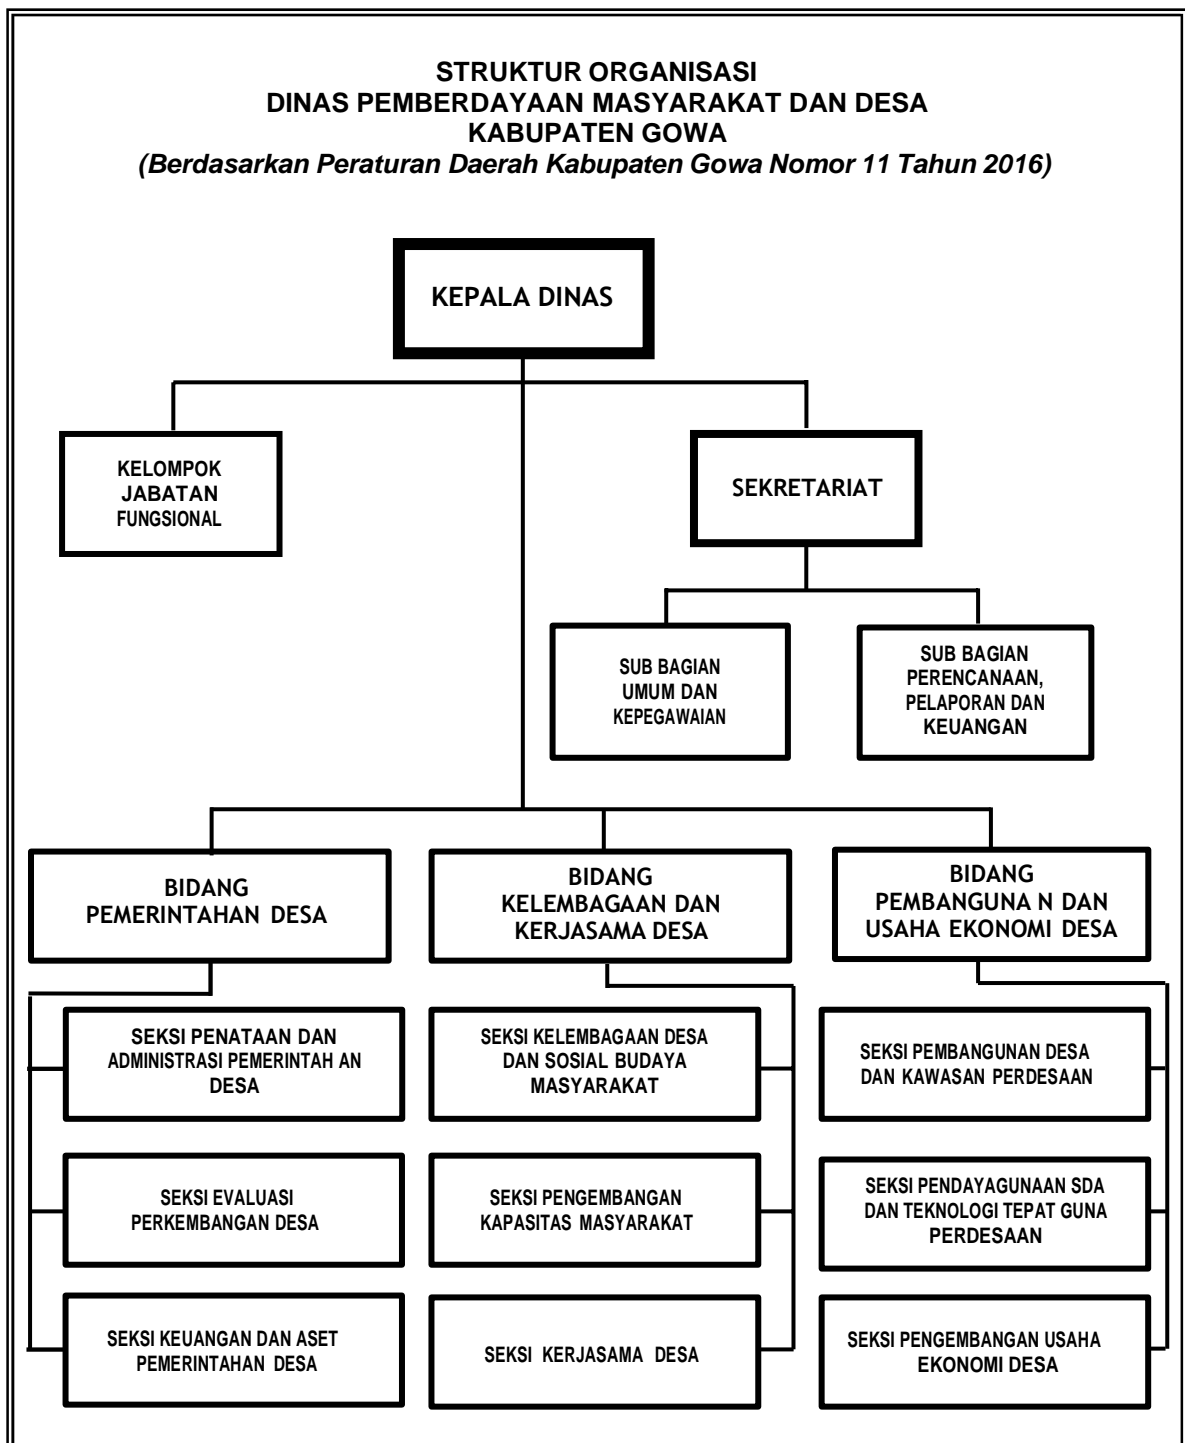 STRUKTUR ORGANISASI
DINAS PEMBERDAYAAN MASYARAKAT DAN DESA
KABUPATEN GOWA
(Berdasarkan Peraturan Daerah Kabupaten Gowa Nomor 11 Tahun 2016)
KEPALA DINAS
KELOMPOK
JABATAN
FUNGSIONAL
SEKRETARIAT
SUB BAGIAN
UMUM DAN
KEPEGAWAIAN
SUB BAGIAN
PERENCANAAN,
PELAPORAN DAN
KEUANGAN
BIDANG
PEMERINTAHAN DESA
BIDANG
KELEMBAGAAN DAN
KERJASAMA DESA
BIDANG
PEMBANGUNA N DAN
USAHA EKONOMI DESA
SEKSI PENATAAN DAN
ADMINISTRASI PEMERINTAH AN
DESA
SEKSI KELEMBAGAAN DESA
DAN SOSIAL BUDAYA
MASYARAKAT
SEKSI PEMBANGUNAN DESA
DAN KAWASAN PERDESAAN
SEKSI EVALUASI
PERKEMBANGAN DESA
SEKSI PENGEMBANGAN
KAPASITAS MASYARAKAT
SEKSI PENDAYAGUNAAN SDA
DAN TEKNOLOGI TEPAT GUNA
PERDESAAN
SEKSI KEUANGAN DAN ASET
PEMERINTAHAN DESA
SEKSI KERJASAMA DESA
SEKSI PENGEMBANGAN USAHA
EKONOMI DESA